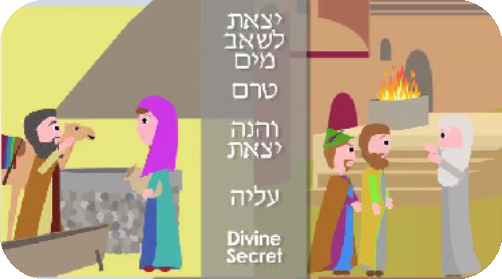 יצאת
לשאב
מים
טרם
והנה
יצאת
עליה
Divine
Secret